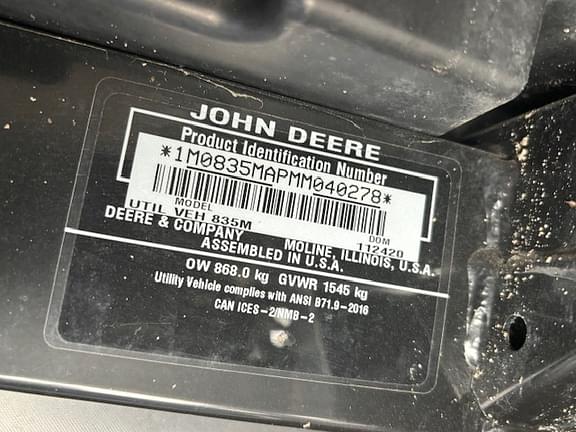 JOHN DEERE
Product Identification Number
*1M0835MAPMM040278*
MODEL DOM
UTIL VEH 835M 112420
DEERE & COMPANY MOLINE, ILLINOIS, U.S.A.
ASSEMBLED IN U.S.A.
OW 868.0 kg GVWR 1545 kg
Utility Vehicle complies with ANSI B71.9-2016
CAN ICES-2/NMB-2